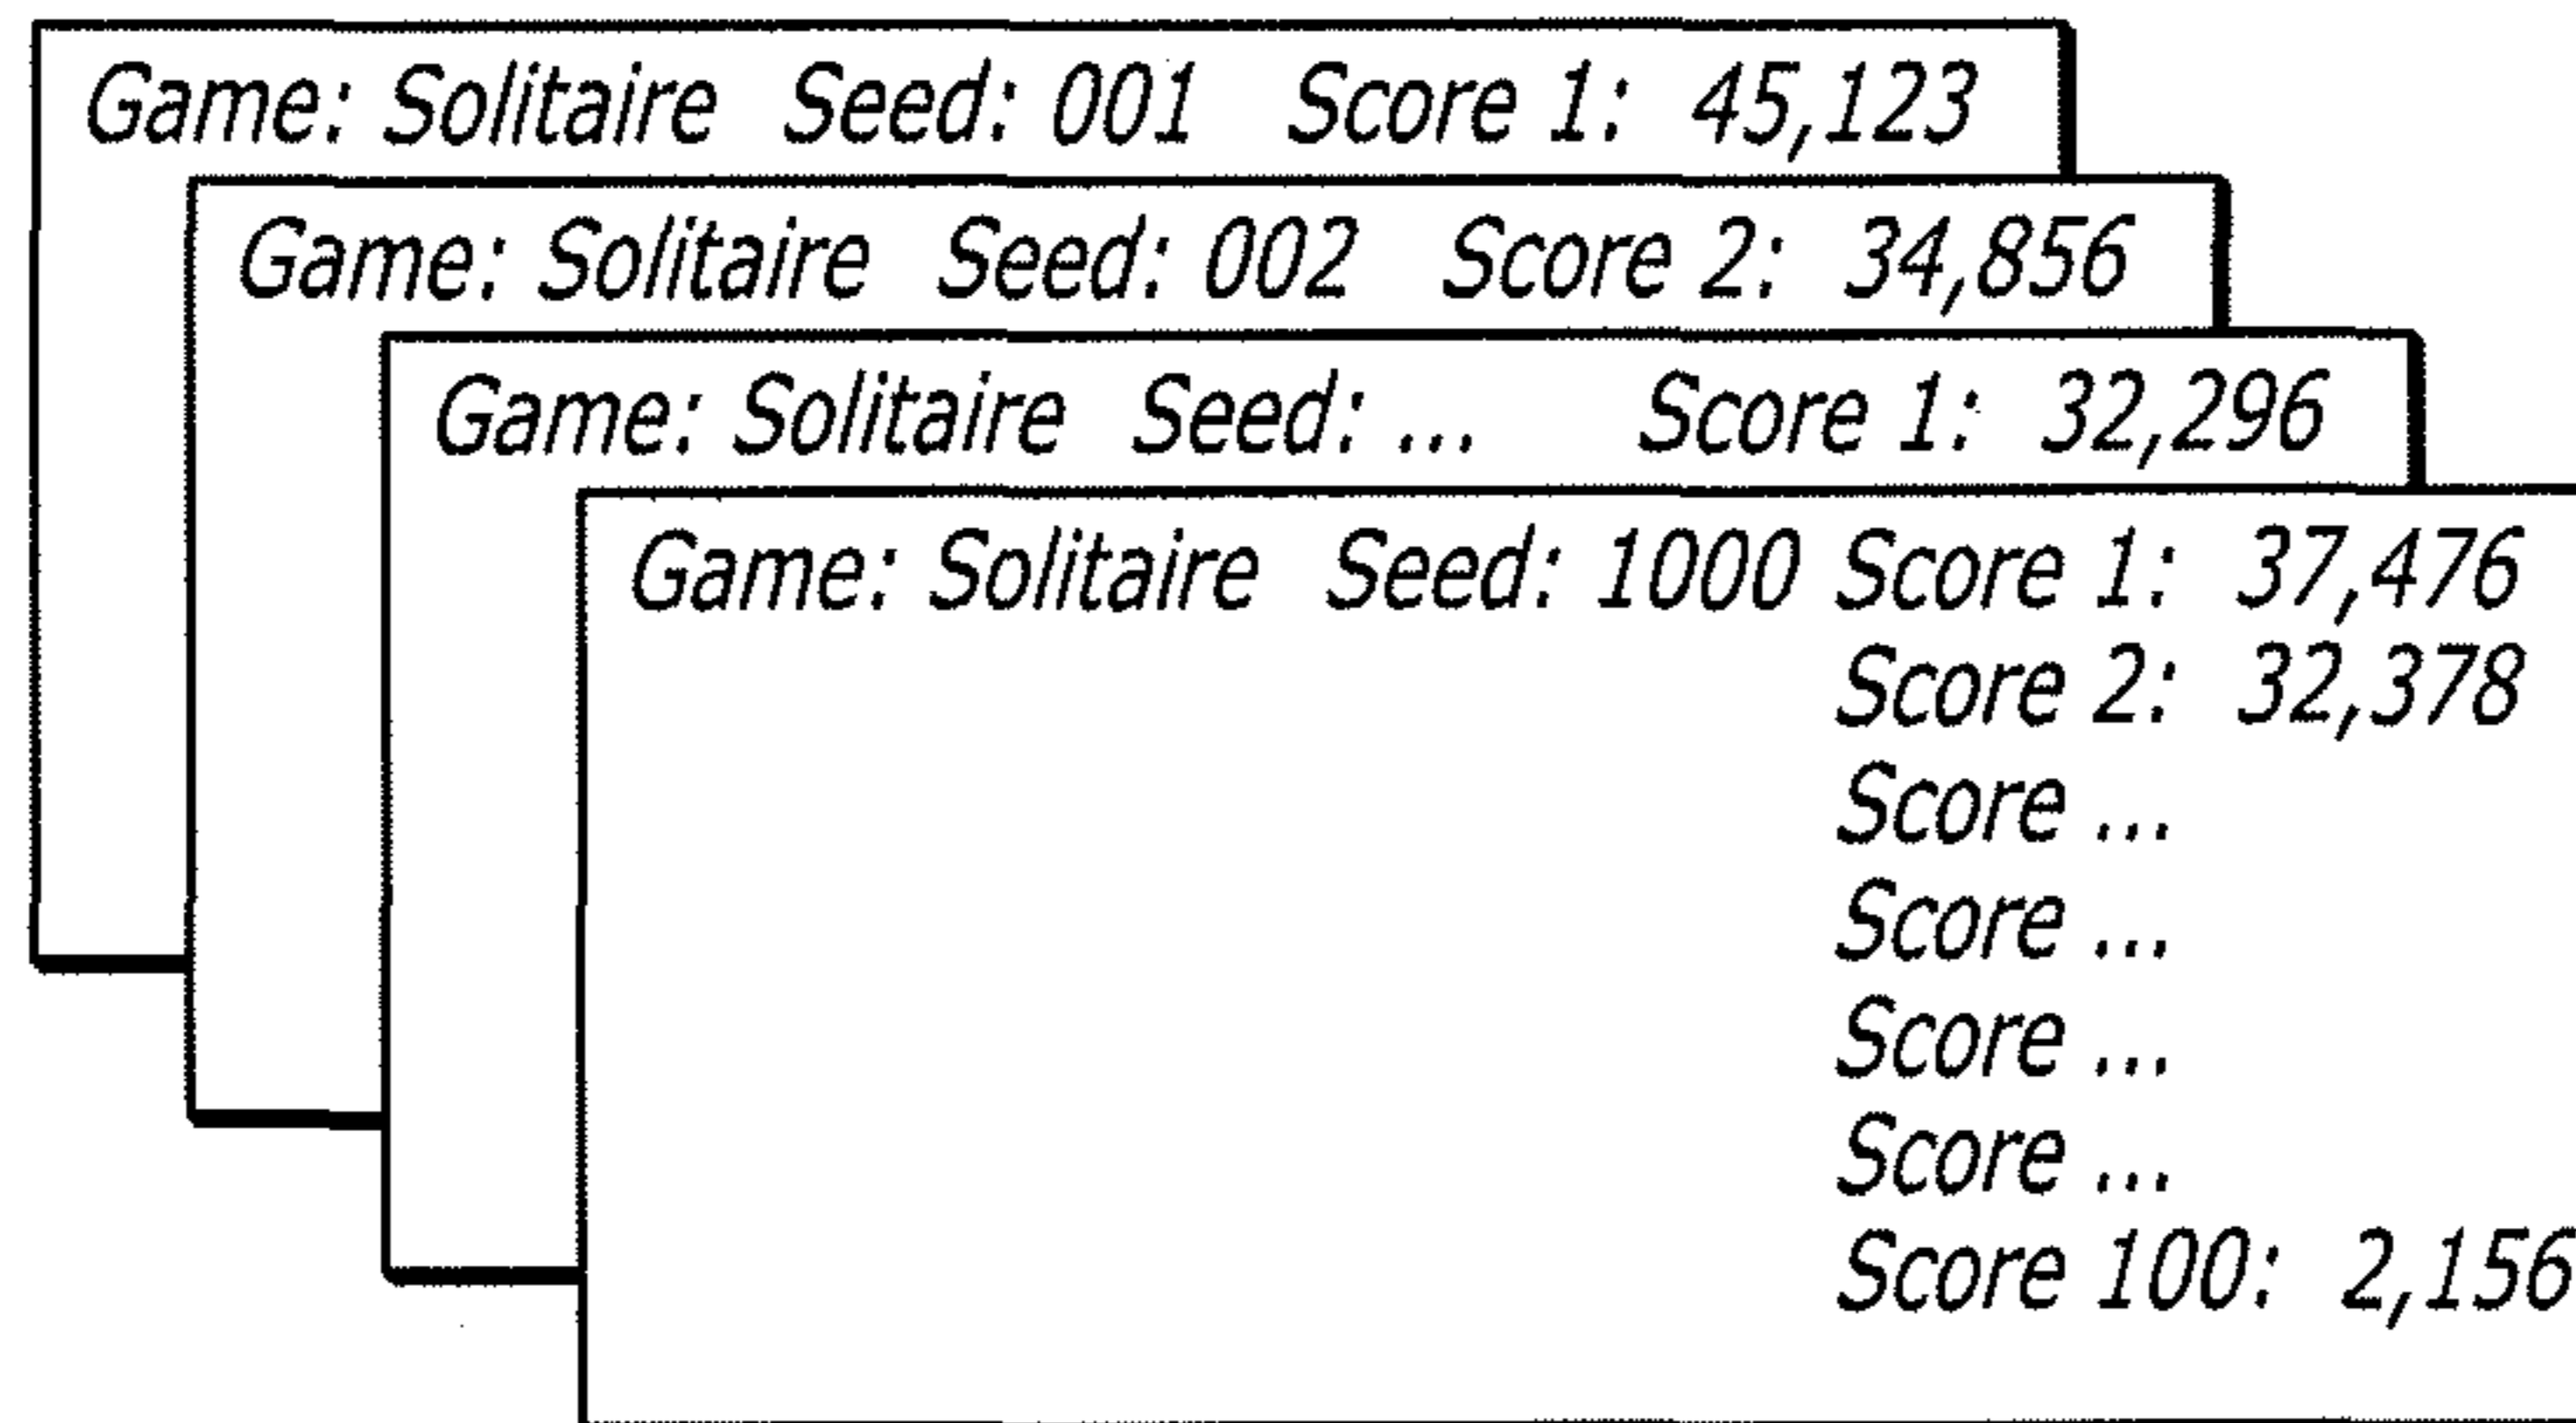 Game: Solitaire Seed: 001 Score 1: 45,123
Game: Solitaire Seed: 002 Score 2: 34,856
Game: Solitaire Seed: ... Score 1: 32,296
Game: Solitaire Seed: 1000 Score 1: 37,476
Score 2: 32,378
Score ...
Score ...
Score ...
Score ...
Score 100: 2,156